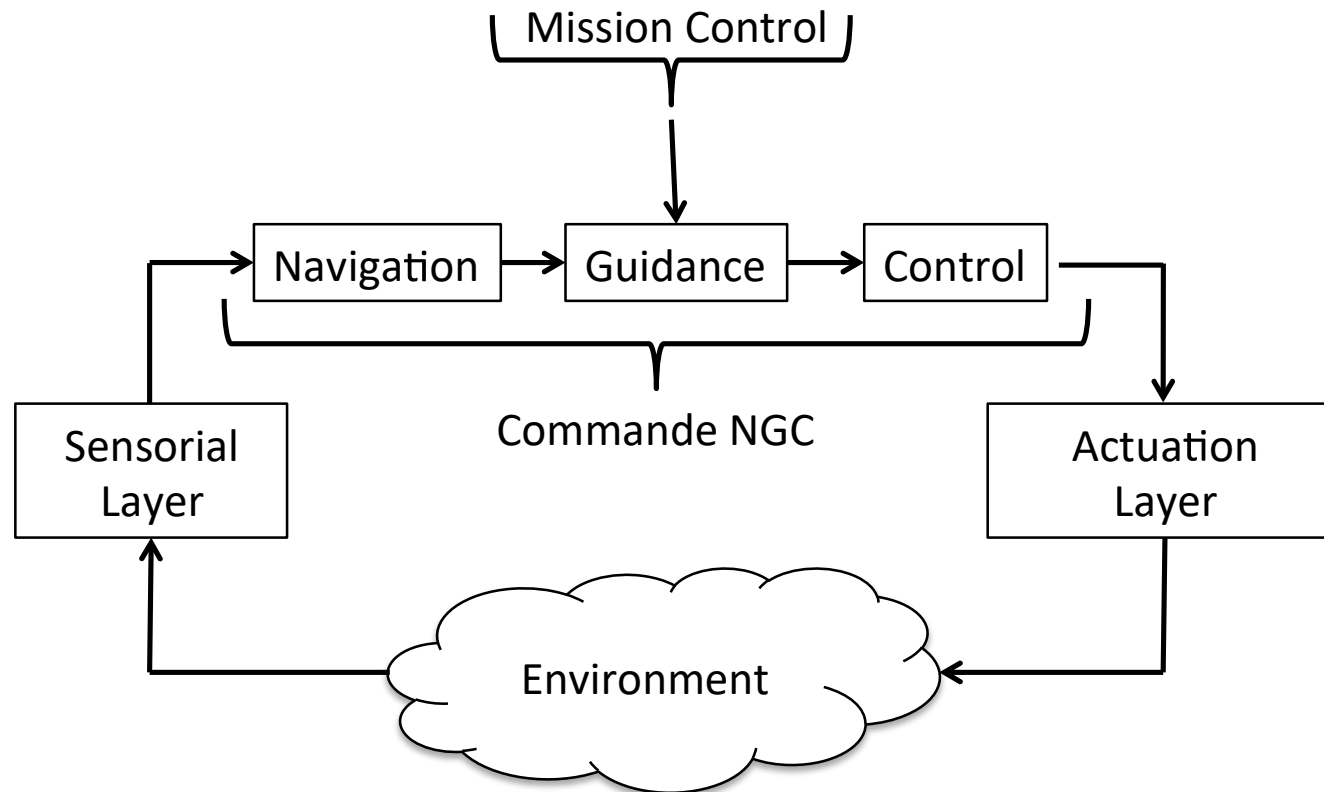 Mission Control
Navigation
Guidance
Control
Commande NGC
Sensorial
Layer
Actuation
Layer
Environment